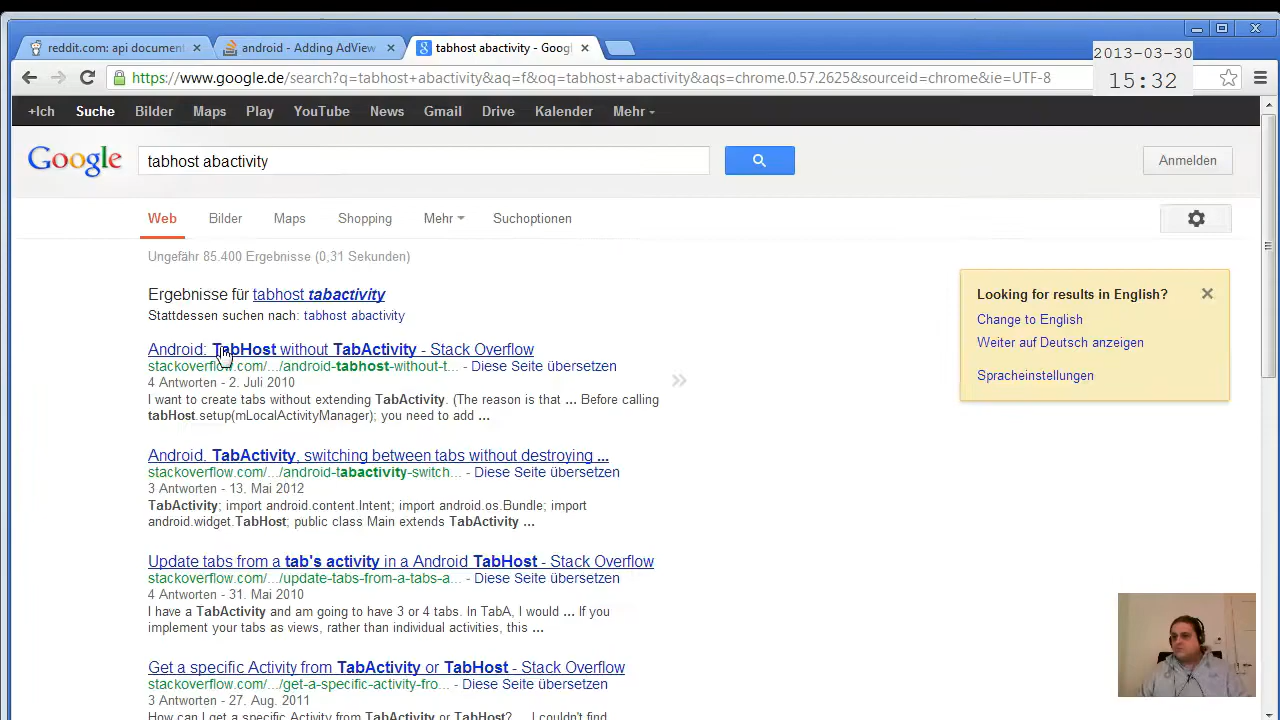 reddit.com: api document
android - Adding AdView
tabhost abactivity - Goog
2013-03-30
15:32
https://www.google.de/search?q=tabhost+abactivity&aq=f&oq=tabhost+abactivity&aqs=chrome.0.57.2625&sourceid=chrome&ie=UTF-8
+Ich Suche Bilder Maps Play YouTube News Gmail Drive Kalender Mehr
Google
tabhost abactivity
Anmelden
Web Bilder Maps Shopping Mehr Suchoptionen
Ungefähr 85.400 Ergebnisse (0,31 Sekunden)
Ergebnisse für tabhost tabactivity
Stattdessen suchen nach: tabhost abactivity
Looking for results in English?
Change to English
Weiter auf Deutsch anzeigen
Spracheinstellungen
Android: TabHost without TabActivity - Stack Overflow
stackoverflow.com/.../android-tabhost-without-t... - Diese Seite übersetzen
4 Antworten - 2. Juli 2010
I want to create tabs without extending TabActivity. (The reason is that ... Before calling
tabHost.setup(mLocalActivityManager); you need to add ...
Android. TabActivity, switching between tabs without destroying ...
stackoverflow.com/.../android-tabactivity-switch... - Diese Seite übersetzen
3 Antworten - 13. Mai 2012
TabActivity; import android.content.Intent; import android.os.Bundle; import
android.widget.TabHost; public class Main extends TabActivity ...
Update tabs from a tab's activity in a Android TabHost - Stack Overflow
stackoverflow.com/.../update-tabs-from-a-tabs-a... - Diese Seite übersetzen
4 Antworten - 31. Mai 2010
I have a TabActivity and am going to have 3 or 4 tabs. In TabA, I would ... If you
implement your tabs as views, rather than individual activities, this ...
Get a specific Activity from TabActivity or TabHost - Stack Overflow
stackoverflow.com/.../get-a-specific-activity-fro... - Diese Seite übersetzen
3 Antworten - 27. Aug. 2011
How can I get a specific Activity from TabActivity or TabHost? ... I couldn't find